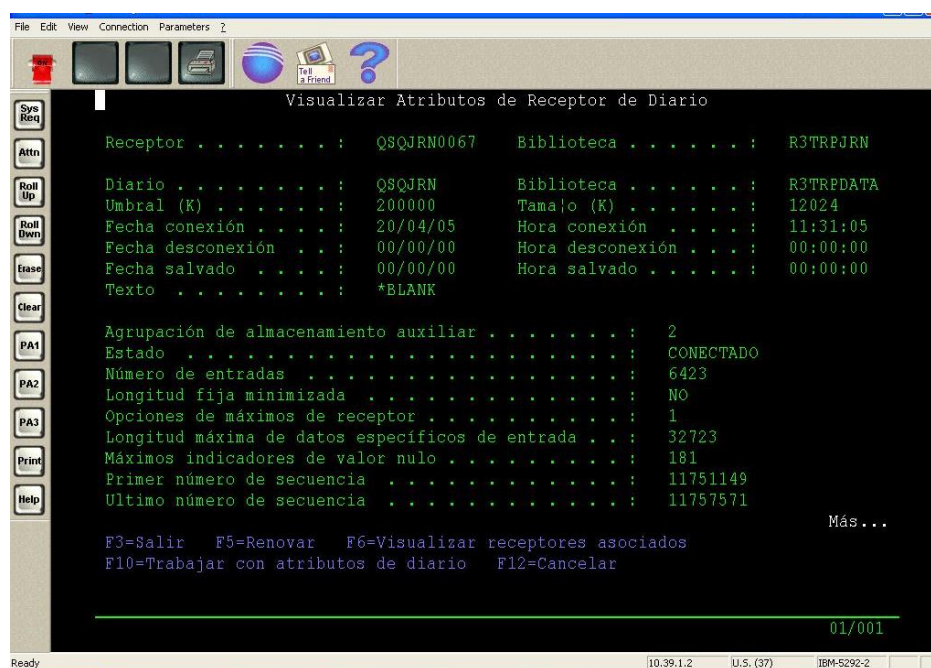 File Edit View Connection Parameters ?
Tell a Friend
Sys Req
Attn
Roll Up
Roll Dwn
Erase
Clear
PA1
PA2
PA3
Print
Help
Visualizar Atributos de Receptor de Diario
Receptor . . . . . . . : QSQJRN0067 Biblioteca . . . . . . : R3TRPJRN
Diario . . . . . . . . : QSQJRN Biblioteca . . . . . . : R3TRPDATA
Umbral (K) . . . . . . : 200000 Tama¦o (K) . . . . . . : 12024
Fecha conexión . . . . : 20/04/05 Hora conexión . . . . : 11:31:05
Fecha desconexión . . : 00/00/00 Hora desconexión . . . : 00:00:00
Fecha salvado . . . . : 00/00/00 Hora salvado . . . . . : 00:00:00
Texto . . . . . . . . : *BLANK
Agrupación de almacenamiento auxiliar . . . . . . . : 2
Estado . . . . . . . . . . . . . . . . . . . . . . : CONECTADO
Número de entradas . . . . . . . . . . . . . . . . : 6423
Longitud fija minimizada . . . . . . . . . . . . . : NO
Opciones de máximos de receptor . . . . . . . . . . : 1
Longitud máxima de datos específicos de entrada . . : 32723
Máximos indicadores de valor nulo . . . . . . . . . : 181
Primer número de secuencia . . . . . . . . . . . . : 11751149
Ultimo número de secuencia . . . . . . . . . . . . : 11757571
Más...
F3=Salir F5=Renovar F6=Visualizar receptores asociados
F10=Trabajar con atributos de diario F12=Cancelar
01/001
Ready 10.39.1.2 U.S. (37) IBM-5292-2